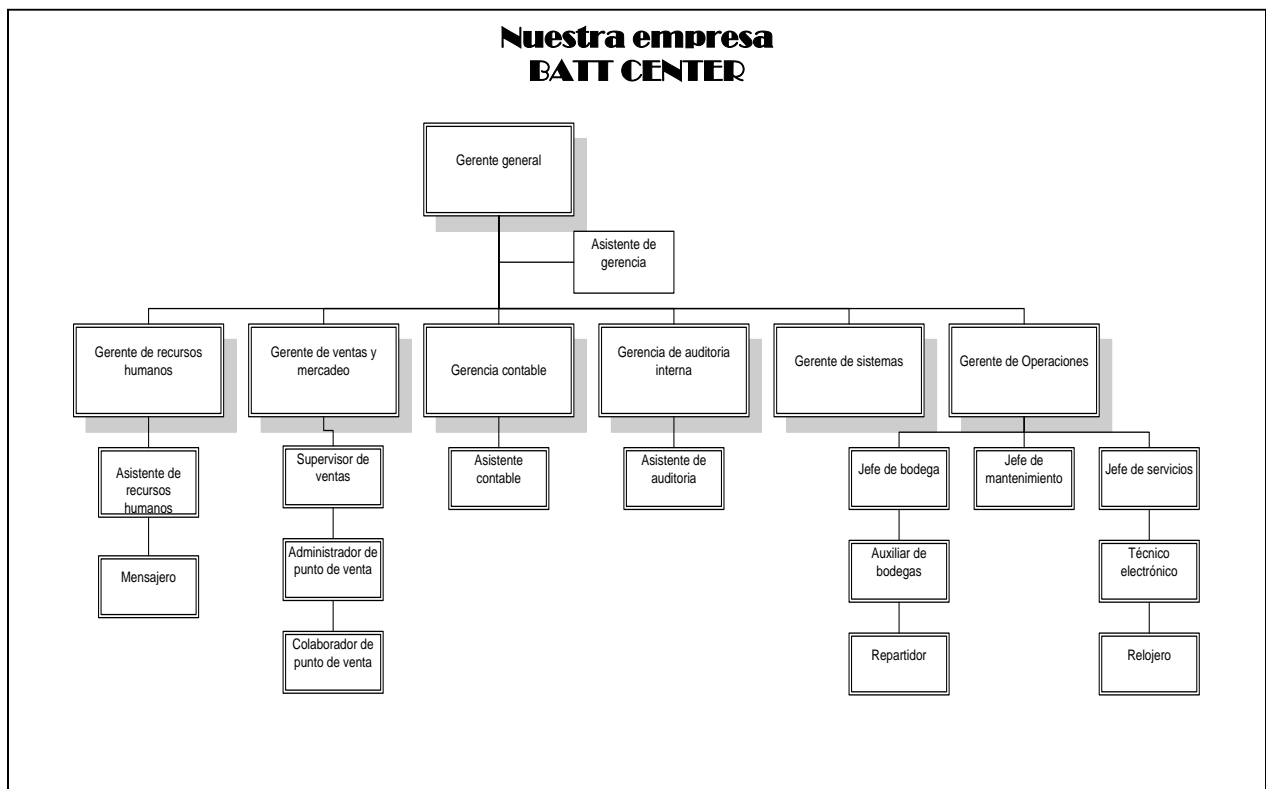 Nuestra empresa
BATT CENTER
Gerente general
Asistente de
gerencia
Gerente de recursos
humanos
Gerente de ventas y
mercadeo
Gerencia contable
Gerencia de auditoria
interna
Gerente de sistemas
Gerente de Operaciones
Asistente de
recursos
humanos
Supervisor de
ventas
Asistente
contable
Asistente de
auditoria
Jefe de bodega
Jefe de
mantenimiento
Jefe de servicios
Mensajero
Administrador de
punto de venta
Auxiliar de
bodegas
Técnico
electrónico
Colaborador de
punto de venta
Repartidor
Relojero